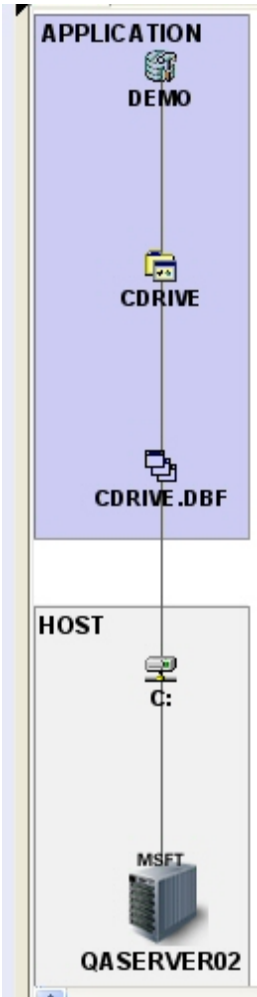 APPLICATION
DEMO
CDRIVE
CDRIVE.DBF
HOST
C:
MSFT
QASERVER02